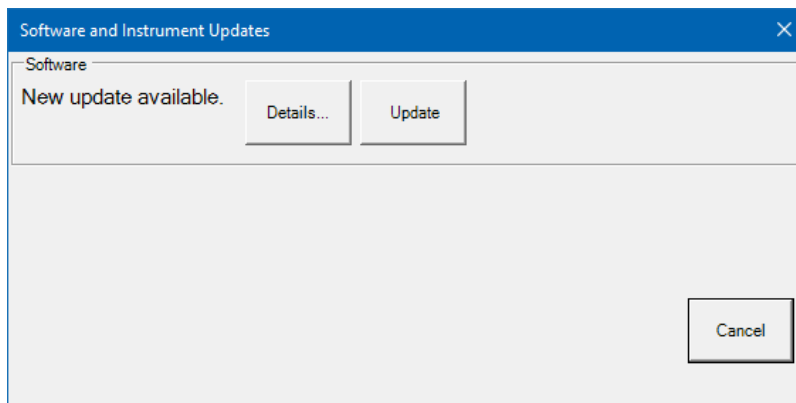 Software and Instrument Updates
Software
New update available.
Details...
Update
Cancel